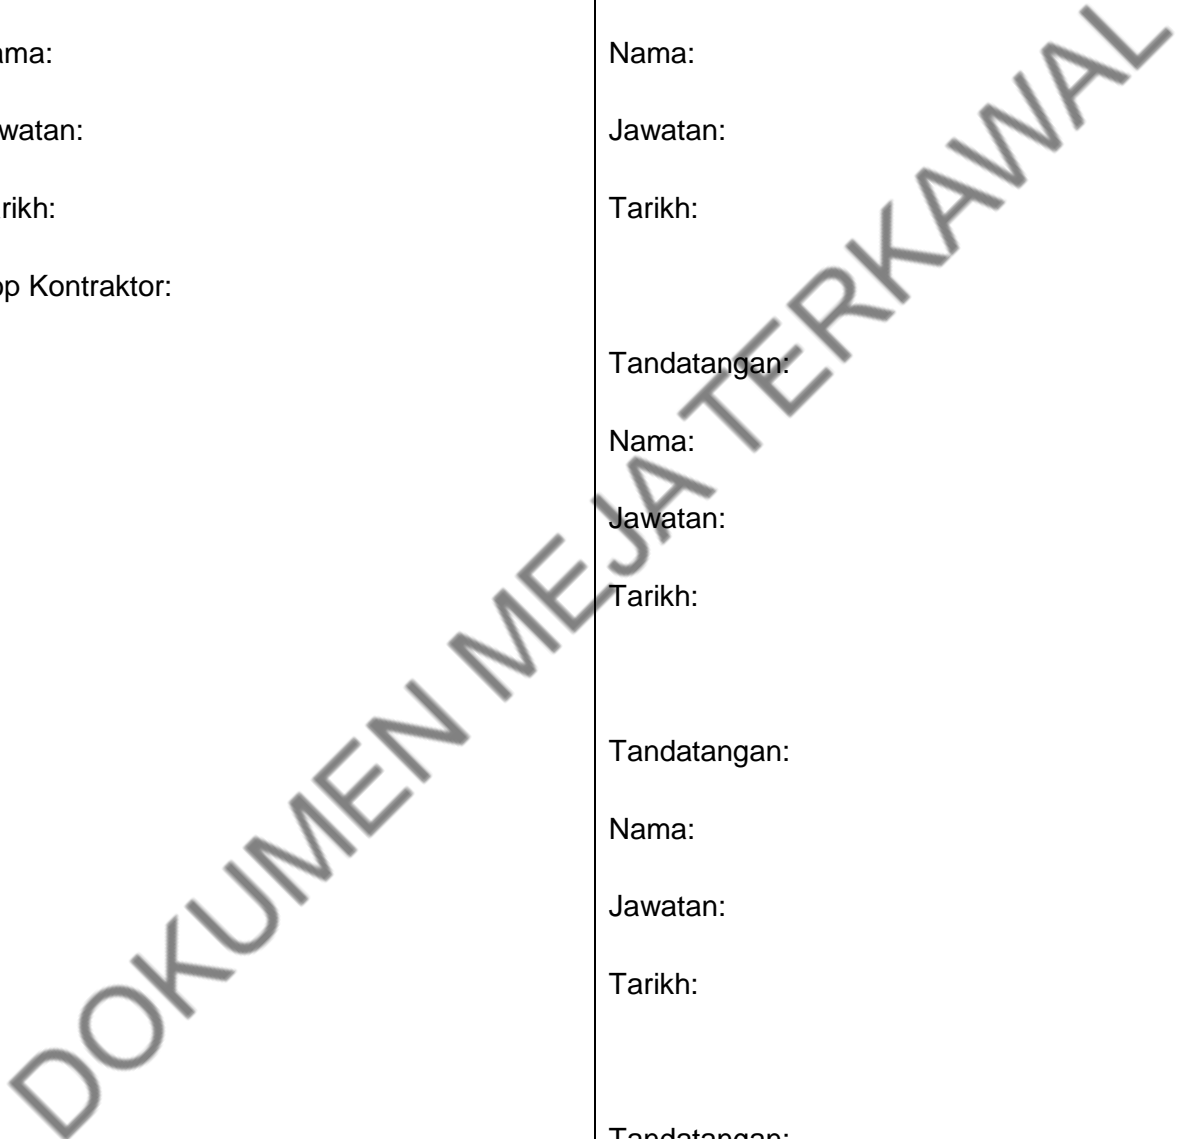 ama:
watan:
rikh:
op Kontraktor:
Nama:
Jawatan:
Tarikh:
Tandatangan:
Nama:
Jawatan:
Tarikh:
Tandatangan:
Nama:
Jawatan:
Tarikh:
Tandatangan:
DOKUMEN MEJA TERKAWAL